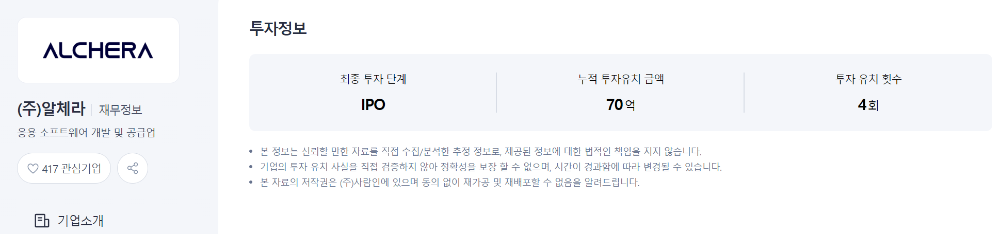 ALCHERA
(주)알체라 재무정보
응용 소프트웨어 개발 및 공급업
417 관심기업
기업소개
투자정보
최종 투자 단계
IPO
누적 투자유치 금액
70억
투자 유치 횟수
4회
본 정보는 신뢰할 만한 자료를 직접 수집/분석한 추정 정보로, 제공된 정보에 대한 법적인 책임을 지지 않습니다.
기업의 투자 유치 사실을 직접 검증하지 않아 정확성을 보장 할 수 없으며, 시간이 경과함에 따라 변경될 수 있습니다.
본 자료의 저작권은 (주)사람인에 있으며 동의 없이 재가공 및 재배포할 수 없음을 알려드립니다.